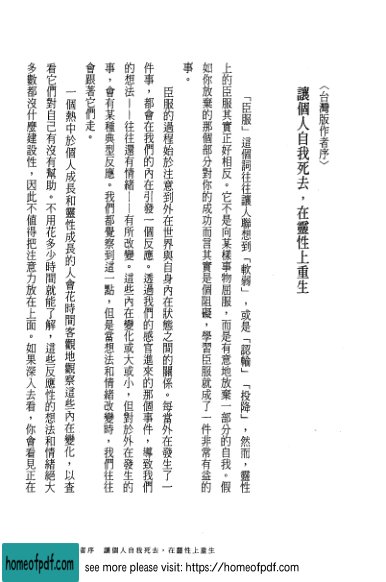 〈台灣版作者序〉
讓個人自我死去，在靈性上重生
「臣服」這個詞往往讓人聯想到「軟弱」，或是「認輸」「投降」，然而，靈性
上的臣服其實正好相反。它不是向某樣事物屈服，而是有意地放棄一部分的自我。假
如你放棄的那個部分對你的成功而言其實是個阻礙，學習臣服就成了一件非常有益的
事。
臣服的過程始於注意到外在世界與自身內在狀態之間的關係。每當外在發生了一
件事，都會在我們的內在引發一個反應。透過我們的感官進來的那個事件，導致我們
的想法——往往還有情緒——有所改變。這些內在變化或大或小，但對於外在發生的
事，會有某種典型反應。我們都覺察到這一點，但是當想法和情緒改變時，我們往往
會跟著它們走。
一個熱中於個人成長和靈性成長的人會花時間客觀地觀察這些內在變化，以查
看它們對自己有沒有幫助。不用花多少時間就能了解，這些反應性的想法和情緒絕大
多數都沒什麼建設性，因此不值得把注意力放在上面。如果深入去看，你會看見正在
者序 讓個人自我死去，在靈性上重生
homeofpdf.com
see more please visit: https://homeofpdf.com